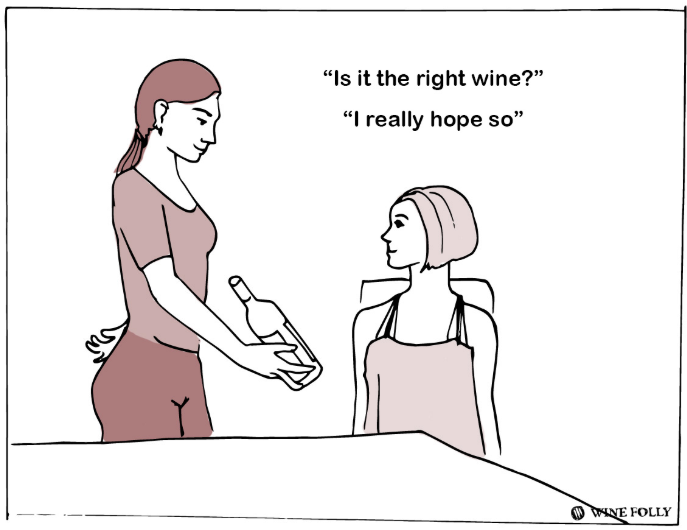 “Is it the right wine?”
“I really hope so”
WINE FOLLY